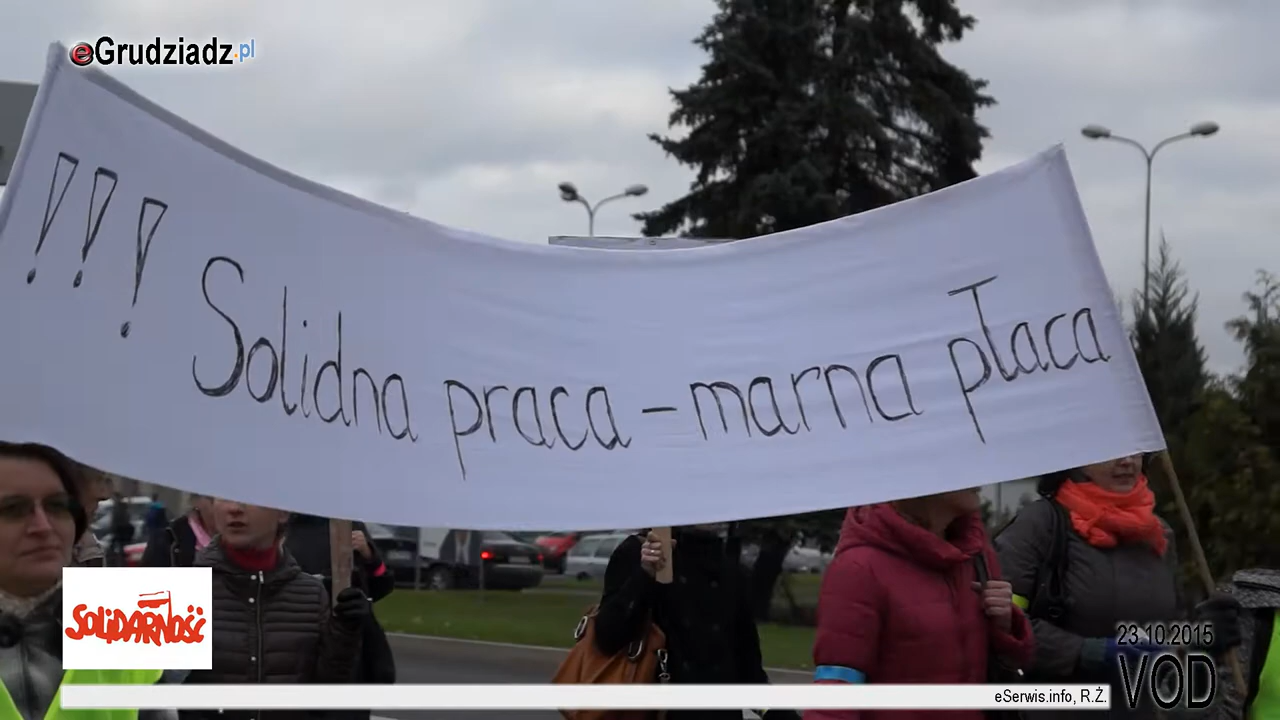 eGrudziadz.pl
!!! Solidna praca – marna płaca
SOLIDARNOŚĆ
23.10.2015
VOD
eSerwis.info, R.Ż.